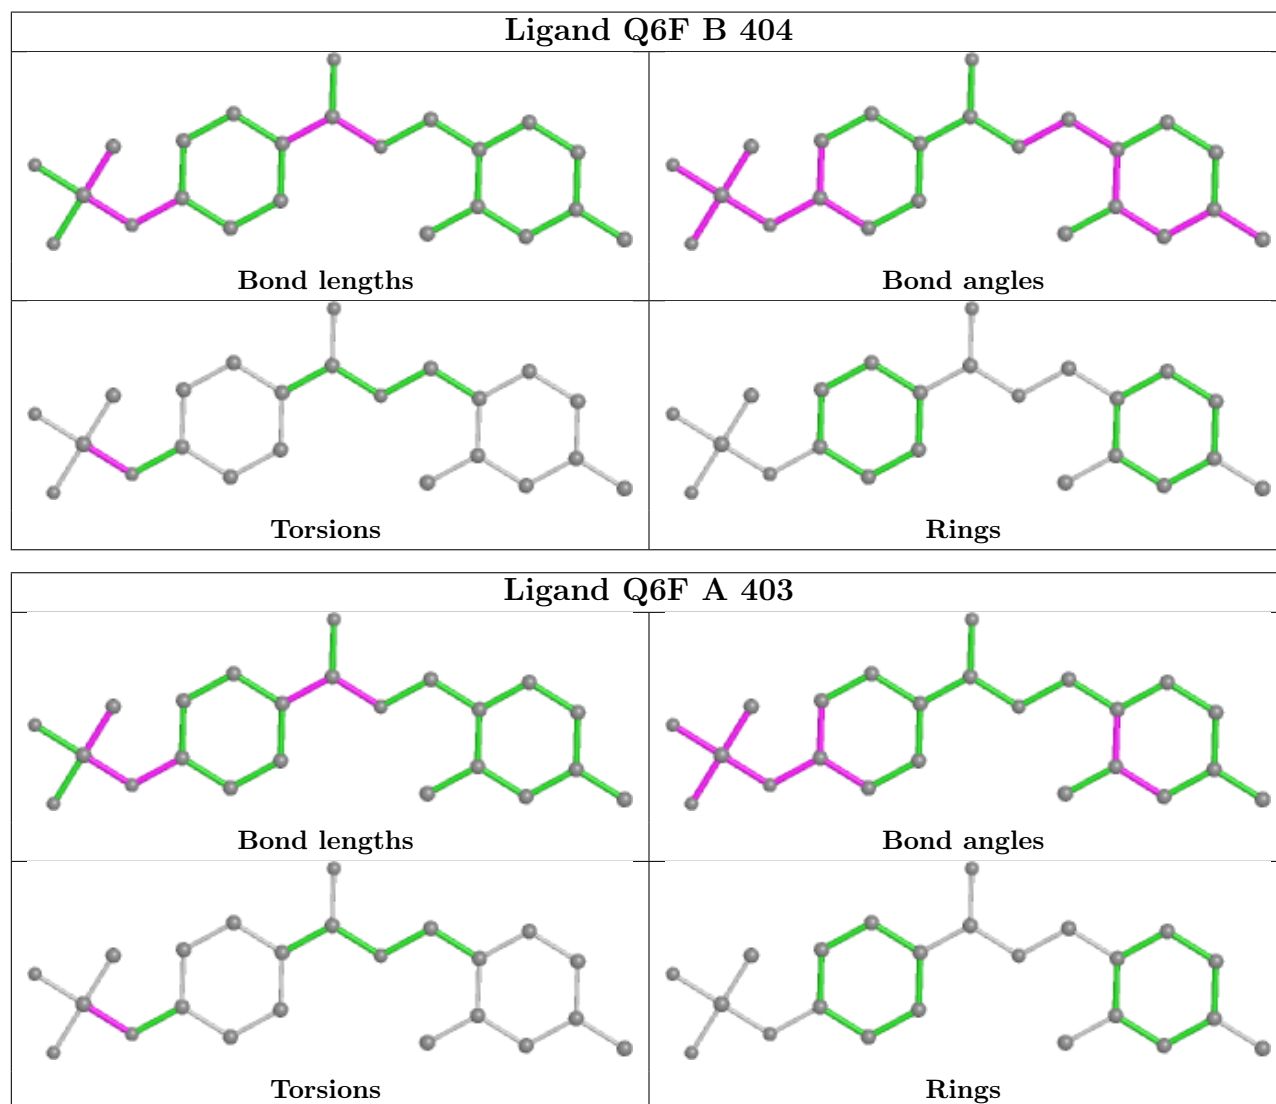 Ligand Q6F B 404
Bond lengths
Bond angles
Torsions
Rings
Ligand Q6F A 403
Bond lengths
Bond angles
Torsions
Rings